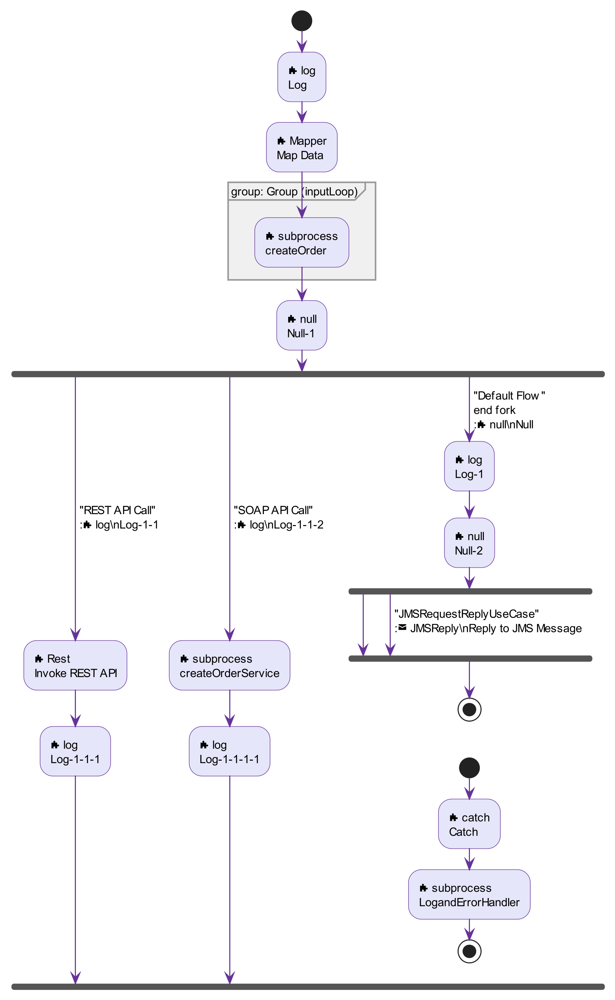 log
Log
Mapper
Map Data
group: Group (inputLoop)
subprocess
createOrder
null
Null-1
"Default Flow "
end fork
: null\nNull
log
Log-1
"REST API Call"
: log\nLog-1-1
"SOAP API Call"
: log\nLog-1-1-2
null
Null-2
"JMSRequestReplyUseCase"
: JMSReply\nReply to JMS Message
Rest
Invoke REST API
subprocess
createOrderService
log
Log-1-1-1
log
Log-1-1-1-1
catch
Catch
subprocess
LogandErrorHandler